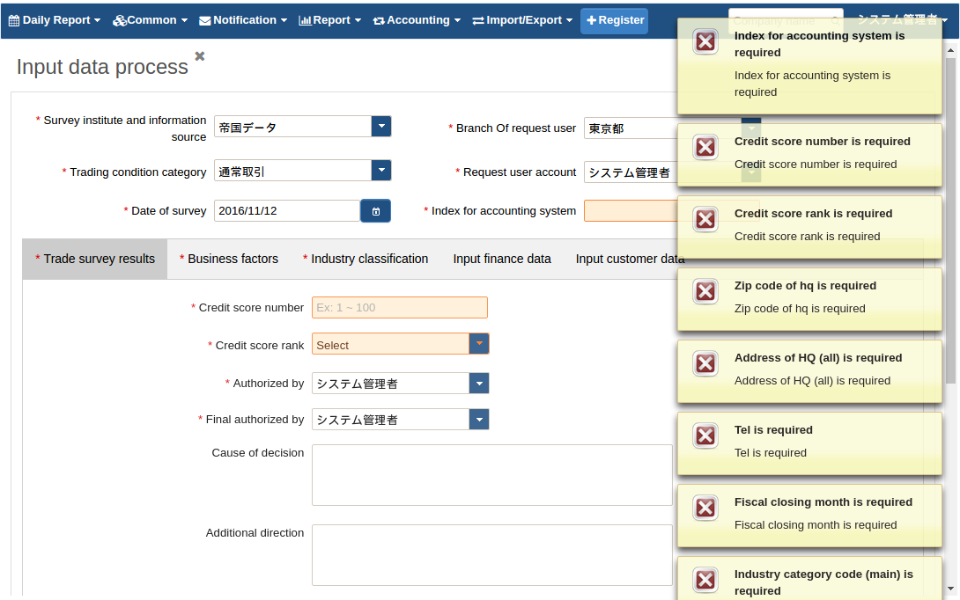 Daily Report Common Notification Report Accounting Import/Export Register Company name システム管理者
Input data process
* Survey institute and information source 帝国データ
* Branch Of request user 東京都
* Trading condition category 通常取引
* Request user account システム管理者
* Date of survey 2016/11/12
* Index for accounting system
* Trade survey results * Business factors * Industry classification Input finance data Input customer data
* Credit score number Ex: 1 ~ 100
* Credit score rank Select
* Authorized by システム管理者
* Final authorized by システム管理者
Cause of decision
Additional direction
Index for accounting system is
required
Index for accounting system is
required
Credit score number is required
Credit score number is required
Credit score rank is required
Credit score rank is required
Zip code of hq is required
Zip code of hq is required
Address of HQ (all) is required
Address of HQ (all) is required
Tel is required
Tel is required
Fiscal closing month is required
Fiscal closing month is required
Industry category code (main) is
required